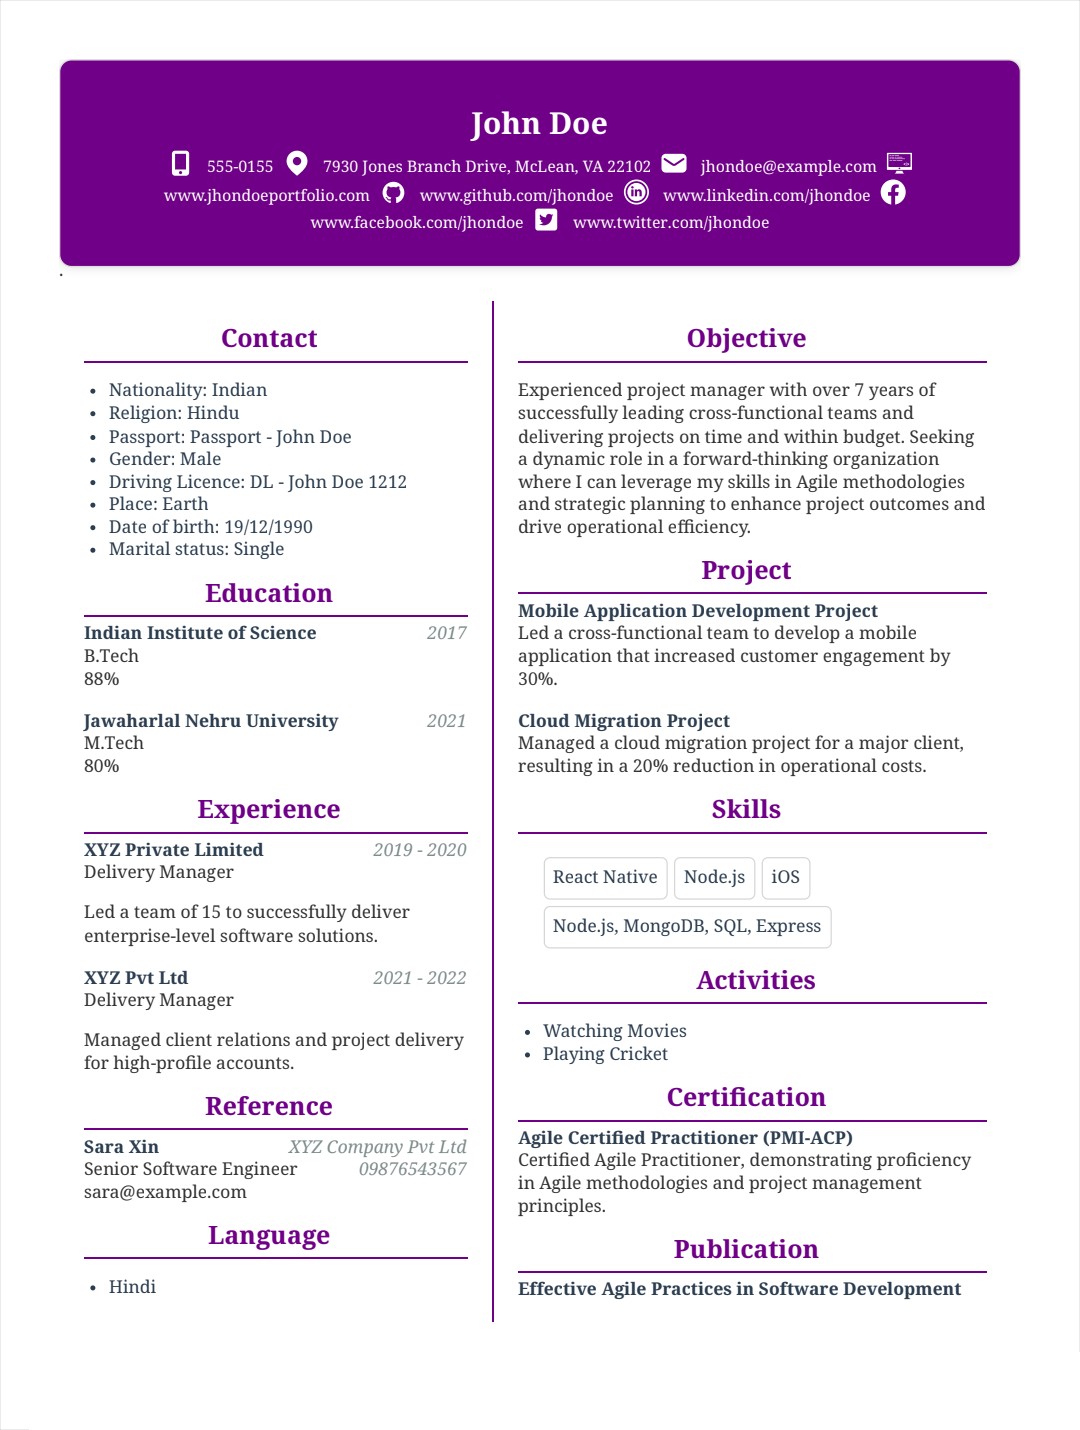 John Doe
555-0155 7930 Jones Branch Drive, McLean, VA 22102 jhondoe@example.com
www.jhondoeportfolio.com www.github.com/jhondoe www.linkedin.com/jhondoe
www.facebook.com/jhondoe www.twitter.com/jhondoe
.
Contact
• Nationality: Indian
• Religion: Hindu
• Passport: Passport - John Doe
• Gender: Male
• Driving Licence: DL - John Doe 1212
• Place: Earth
• Date of birth: 19/12/1990
• Marital status: Single
Education
Indian Institute of Science 2017
B.Tech
88%
Jawaharlal Nehru University 2021
M.Tech
80%
Experience
XYZ Private Limited 2019 - 2020
Delivery Manager
Led a team of 15 to successfully deliver
enterprise-level software solutions.
XYZ Pvt Ltd 2021 - 2022
Delivery Manager
Managed client relations and project delivery
for high-profile accounts.
Reference
Sara Xin XYZ Company Pvt Ltd
Senior Software Engineer 09876543567
sara@example.com
Language
• Hindi
Objective
Experienced project manager with over 7 years of
successfully leading cross-functional teams and
delivering projects on time and within budget. Seeking
a dynamic role in a forward-thinking organization
where I can leverage my skills in Agile methodologies
and strategic planning to enhance project outcomes and
drive operational efficiency.
Project
Mobile Application Development Project
Led a cross-functional team to develop a mobile
application that increased customer engagement by
30%.
Cloud Migration Project
Managed a cloud migration project for a major client,
resulting in a 20% reduction in operational costs.
Skills
React Native Node.js iOS
Node.js, MongoDB, SQL, Express
Activities
• Watching Movies
• Playing Cricket
Certification
Agile Certified Practitioner (PMI-ACP)
Certified Agile Practitioner, demonstrating proficiency
in Agile methodologies and project management
principles.
Publication
Effective Agile Practices in Software Development